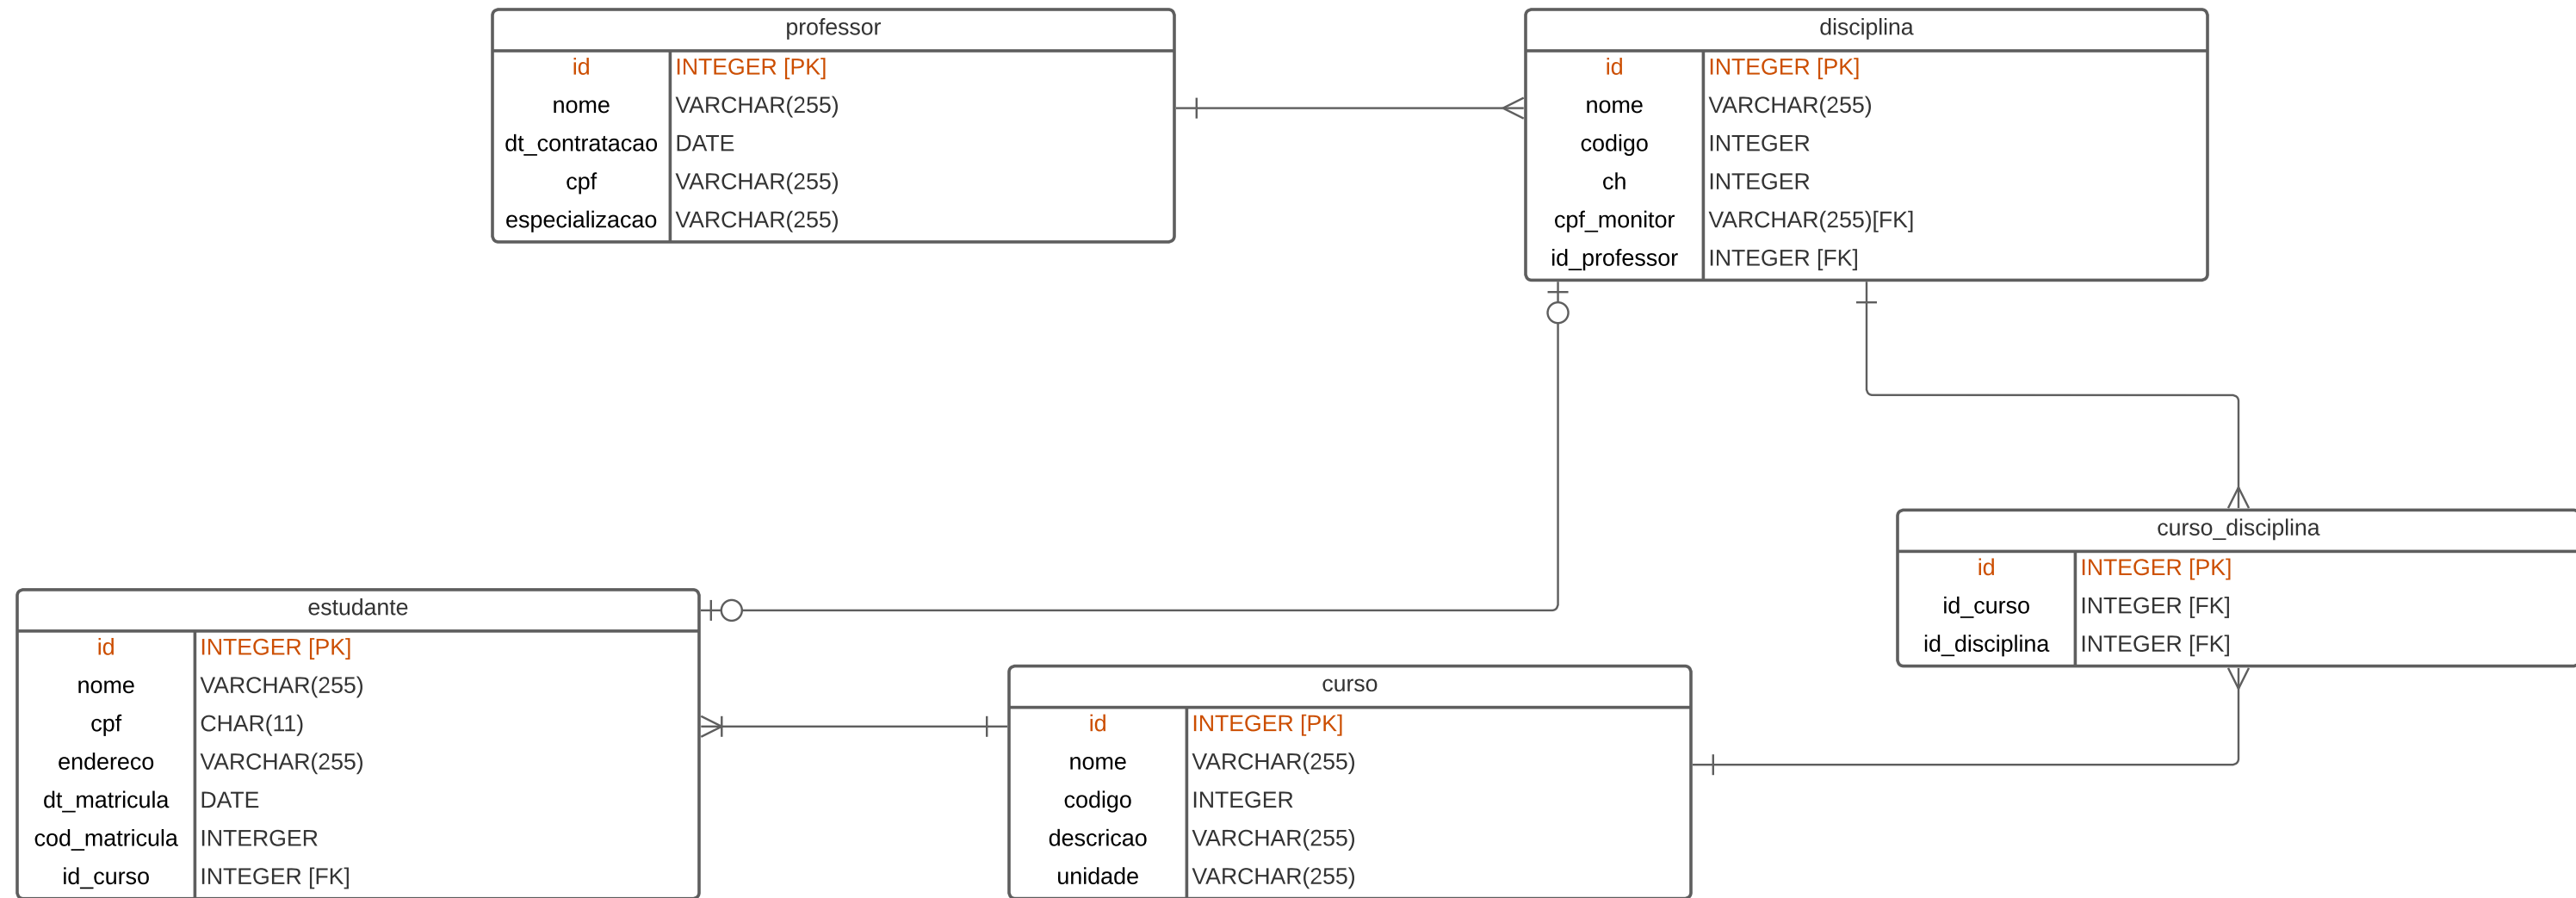 professor
id INTEGER [PK]
nome VARCHAR(255)
dt_contratacao DATE
cpf VARCHAR(255)
especializacao VARCHAR(255)
disciplina
id INTEGER [PK]
nome VARCHAR(255)
codigo INTEGER
ch INTEGER
cpf_monitor VARCHAR(255)[FK]
id_professor INTEGER [FK]
curso_disciplina
id INTEGER [PK]
id_curso INTEGER [FK]
id_disciplina INTEGER [FK]
estudante
id INTEGER [PK]
nome VARCHAR(255)
cpf CHAR(11)
endereco VARCHAR(255)
dt_matricula DATE
cod_matricula INTERGER
id_curso INTEGER [FK]
curso
id INTEGER [PK]
nome VARCHAR(255)
codigo INTEGER
descricao VARCHAR(255)
unidade VARCHAR(255)